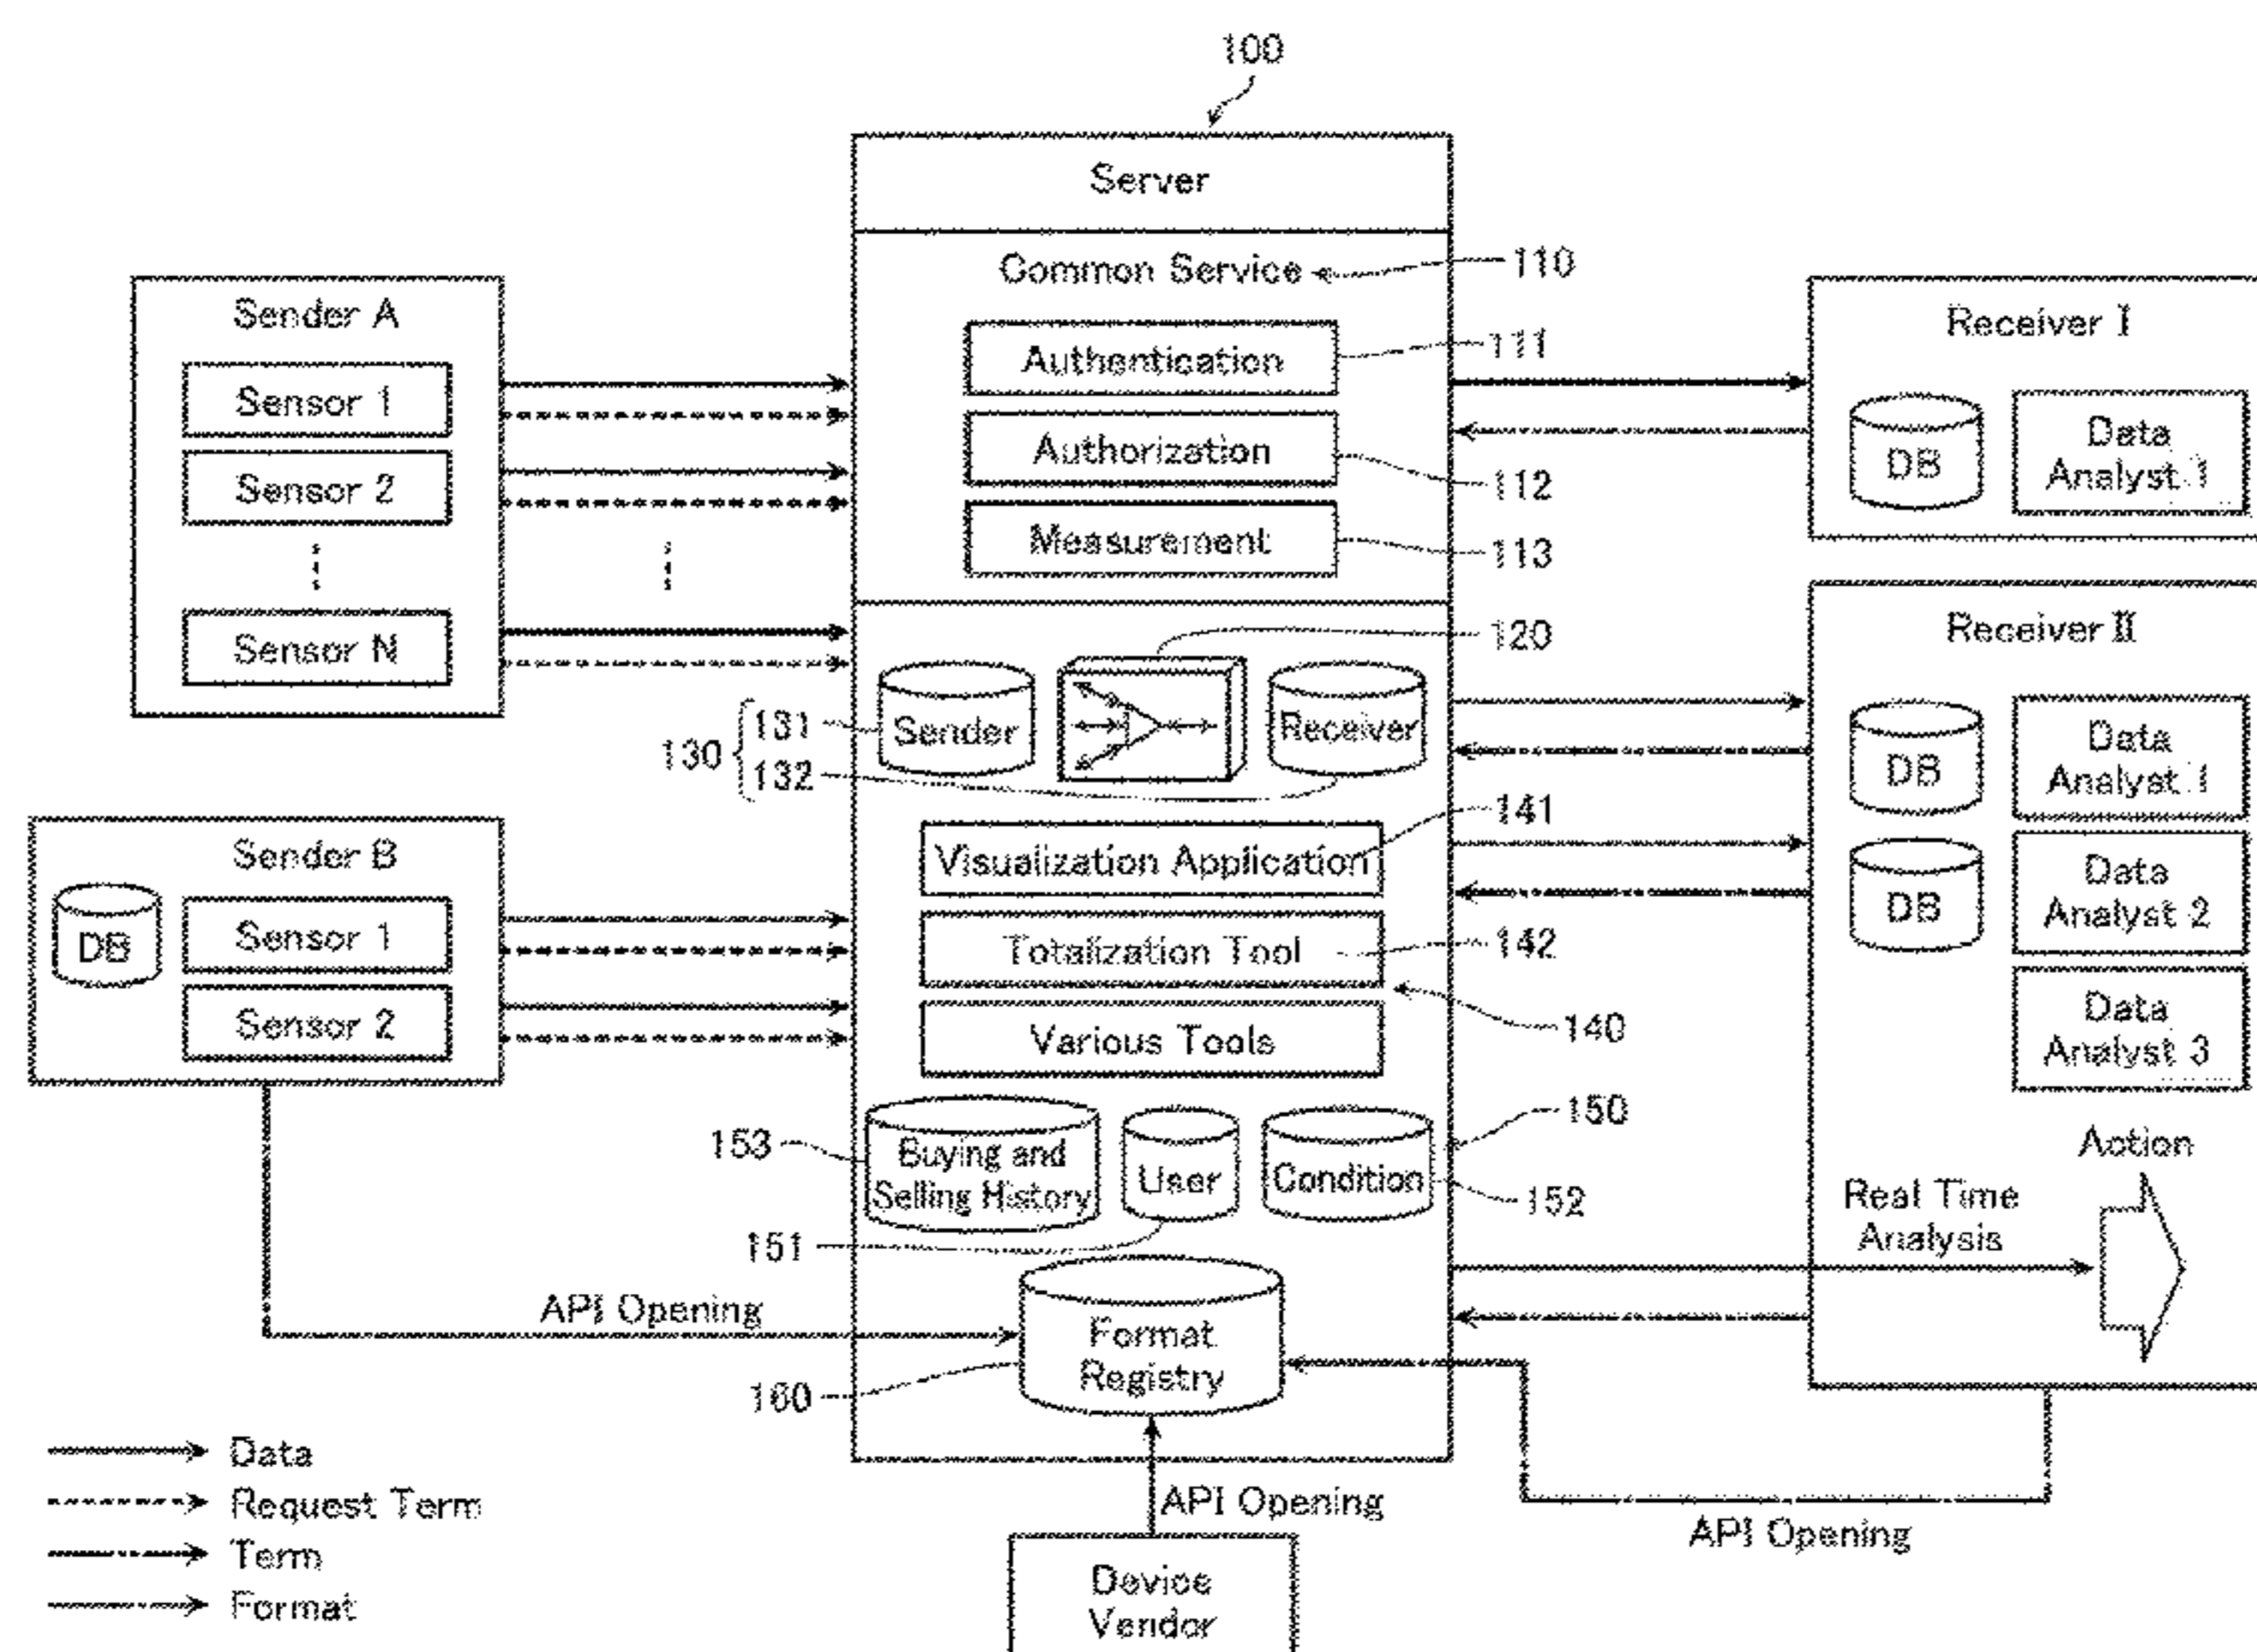 100
Server
Common Service
110
Authentication
111
Authorization
112
Measurement
113
Sender A
Sensor 1
Sensor 2
Sensor N
Receiver I
DB
Data
Analyst 1
120
Sender
Receiver
130
131
132
Visualization Application
141
Totalization Tool
142
Various Tools
140
Sender B
DB
Sensor 1
Sensor 2
Receiver II
DB
Data
Analyst 1
DB
Data
Analyst 2
Data
Analyst 3
Action
Real Time
Analysis
153
Buying and
Selling History
User
Condition
150
152
151
API Opening
Format
Registry
160
API Opening
API Opening
Device
Vendor
Data
Request Term
Term
Format